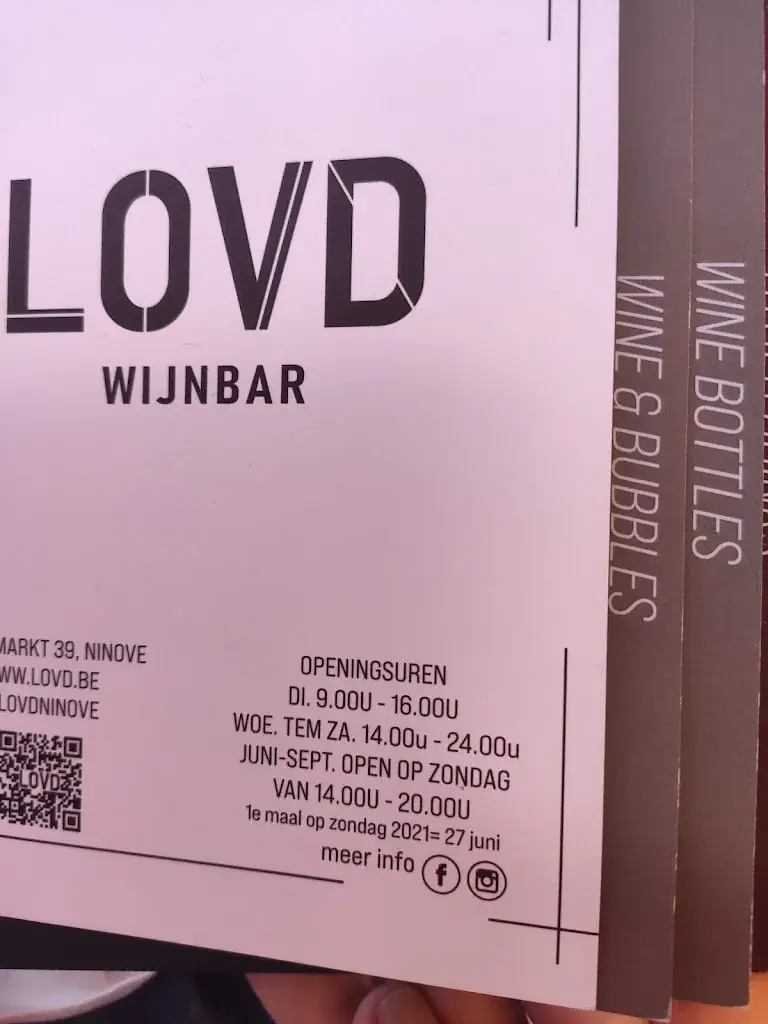 LOVD
WIJNBAR
MARKT 39, NINOVE
WW.LOVD.BE
LOVDNINOVE
LOVD
OPENINGSUREN
DI. 9.00U - 16.00U
WOE. TEM ZA. 14.00u - 24.00u
JUNI-SEPT. OPEN OP ZONDAG
VAN 14.00U - 20.00U
1e maal op zondag 2021= 27 juni
meer info
WINE & BUBBLES
WINE BOTTLES